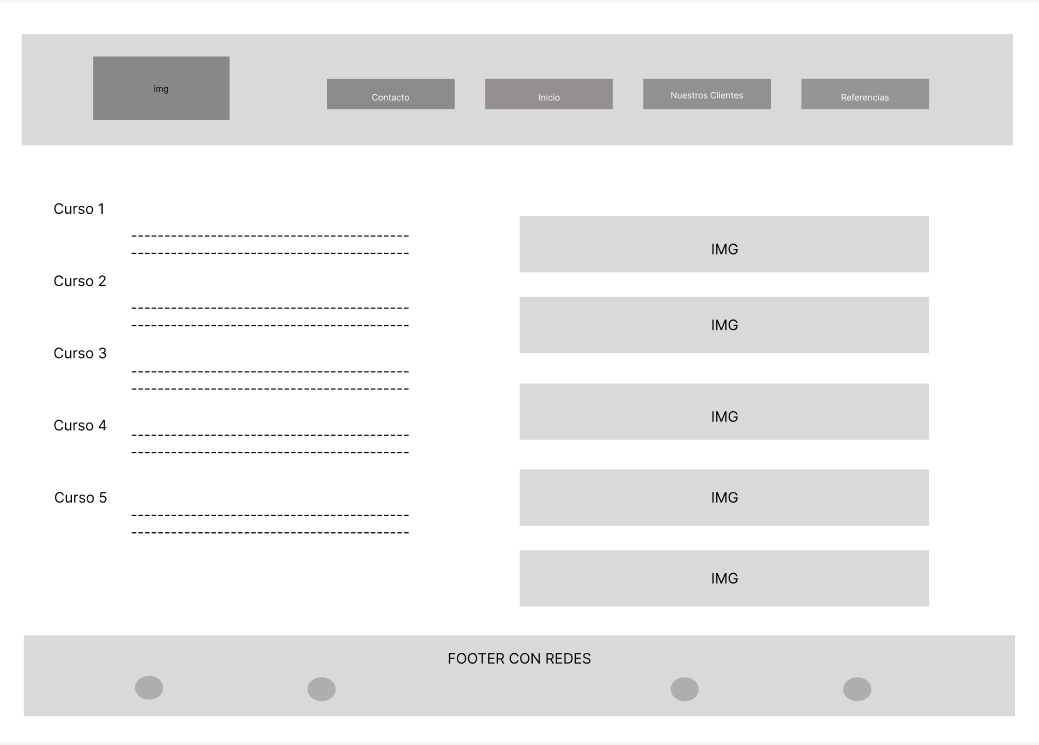 img
Contacto
Inicio
Nuestros Clientes
Referencias
Curso 1
IMG
Curso 2
IMG
Curso 3
IMG
Curso 4
IMG
Curso 5
IMG
FOOTER CON REDES